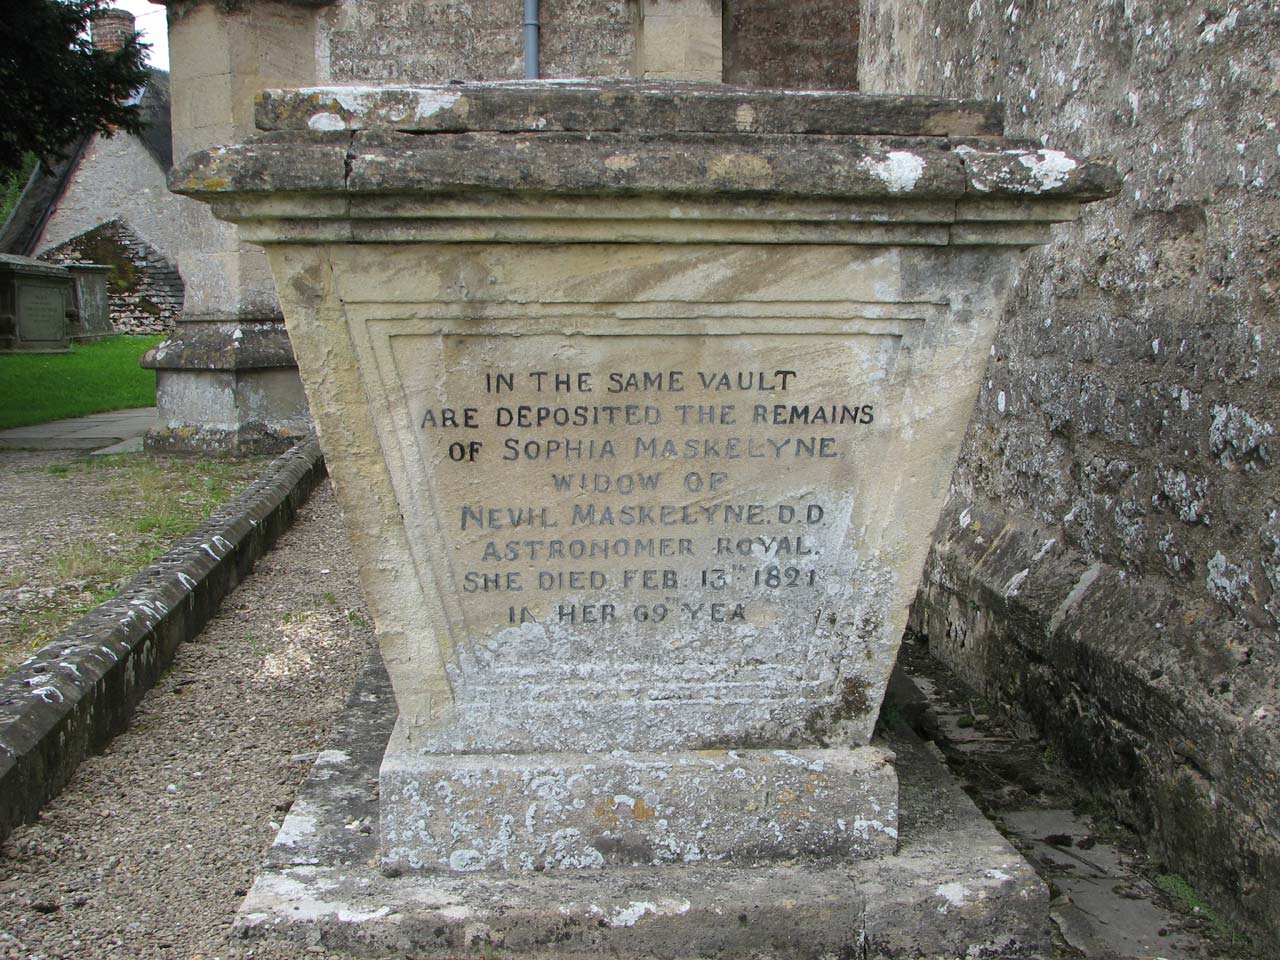 IN THE SAME VAULT
ARE DEPOSITED THE REMAINS
OF SOPHIA MASKELYNE
WIDOW OF
NEVIL MASKELYNE. D.D
ASTRONOMER ROYAL.
SHE DIED FEB. 13TH 1821
IN HER 69 YEA